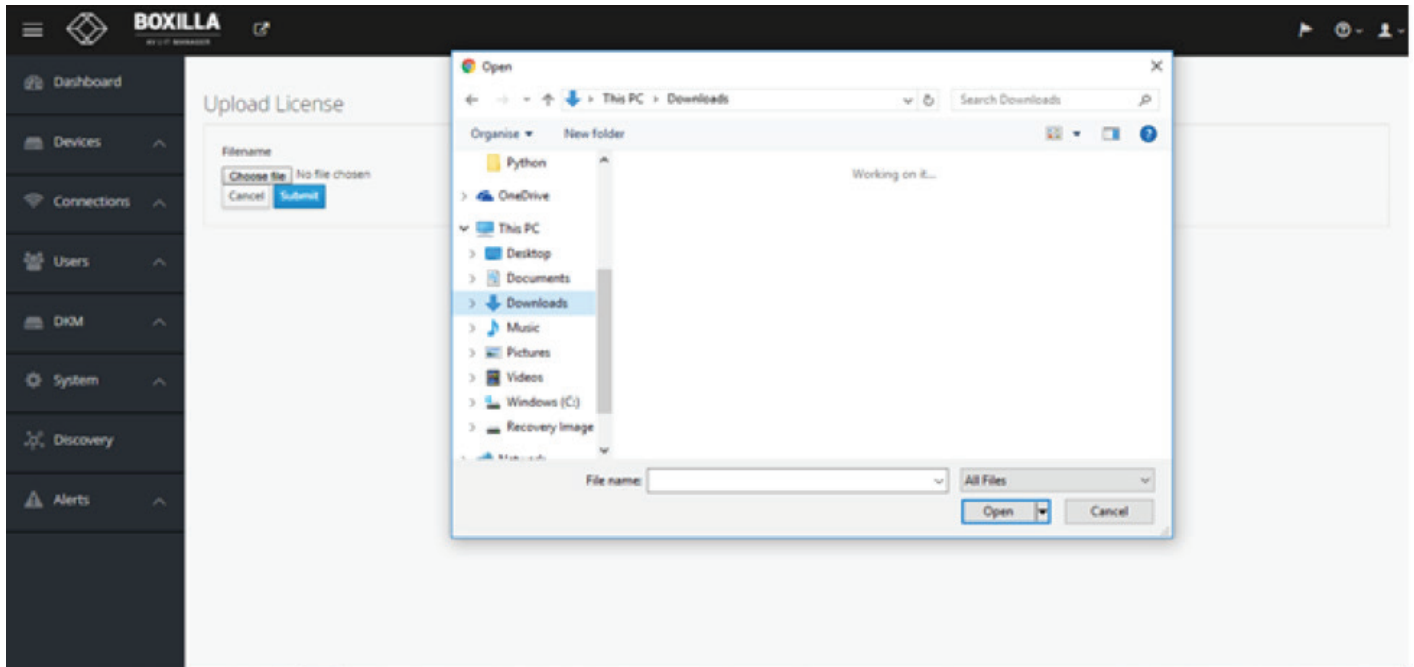 BOXILLA
Dashboard
Devices
Connections
Users
DKM
System
Discovery
Alerts
Upload License
Filename
Choose file No file chosen
Cancel Submit
Open
This PC > Downloads
Search Downloads
Organise New folder
Python
OneDrive
This PC
Desktop
Documents
Downloads
Music
Pictures
Videos
Windows (C:)
Recovery Image
Working on it...
File name:
All Files
Open Cancel